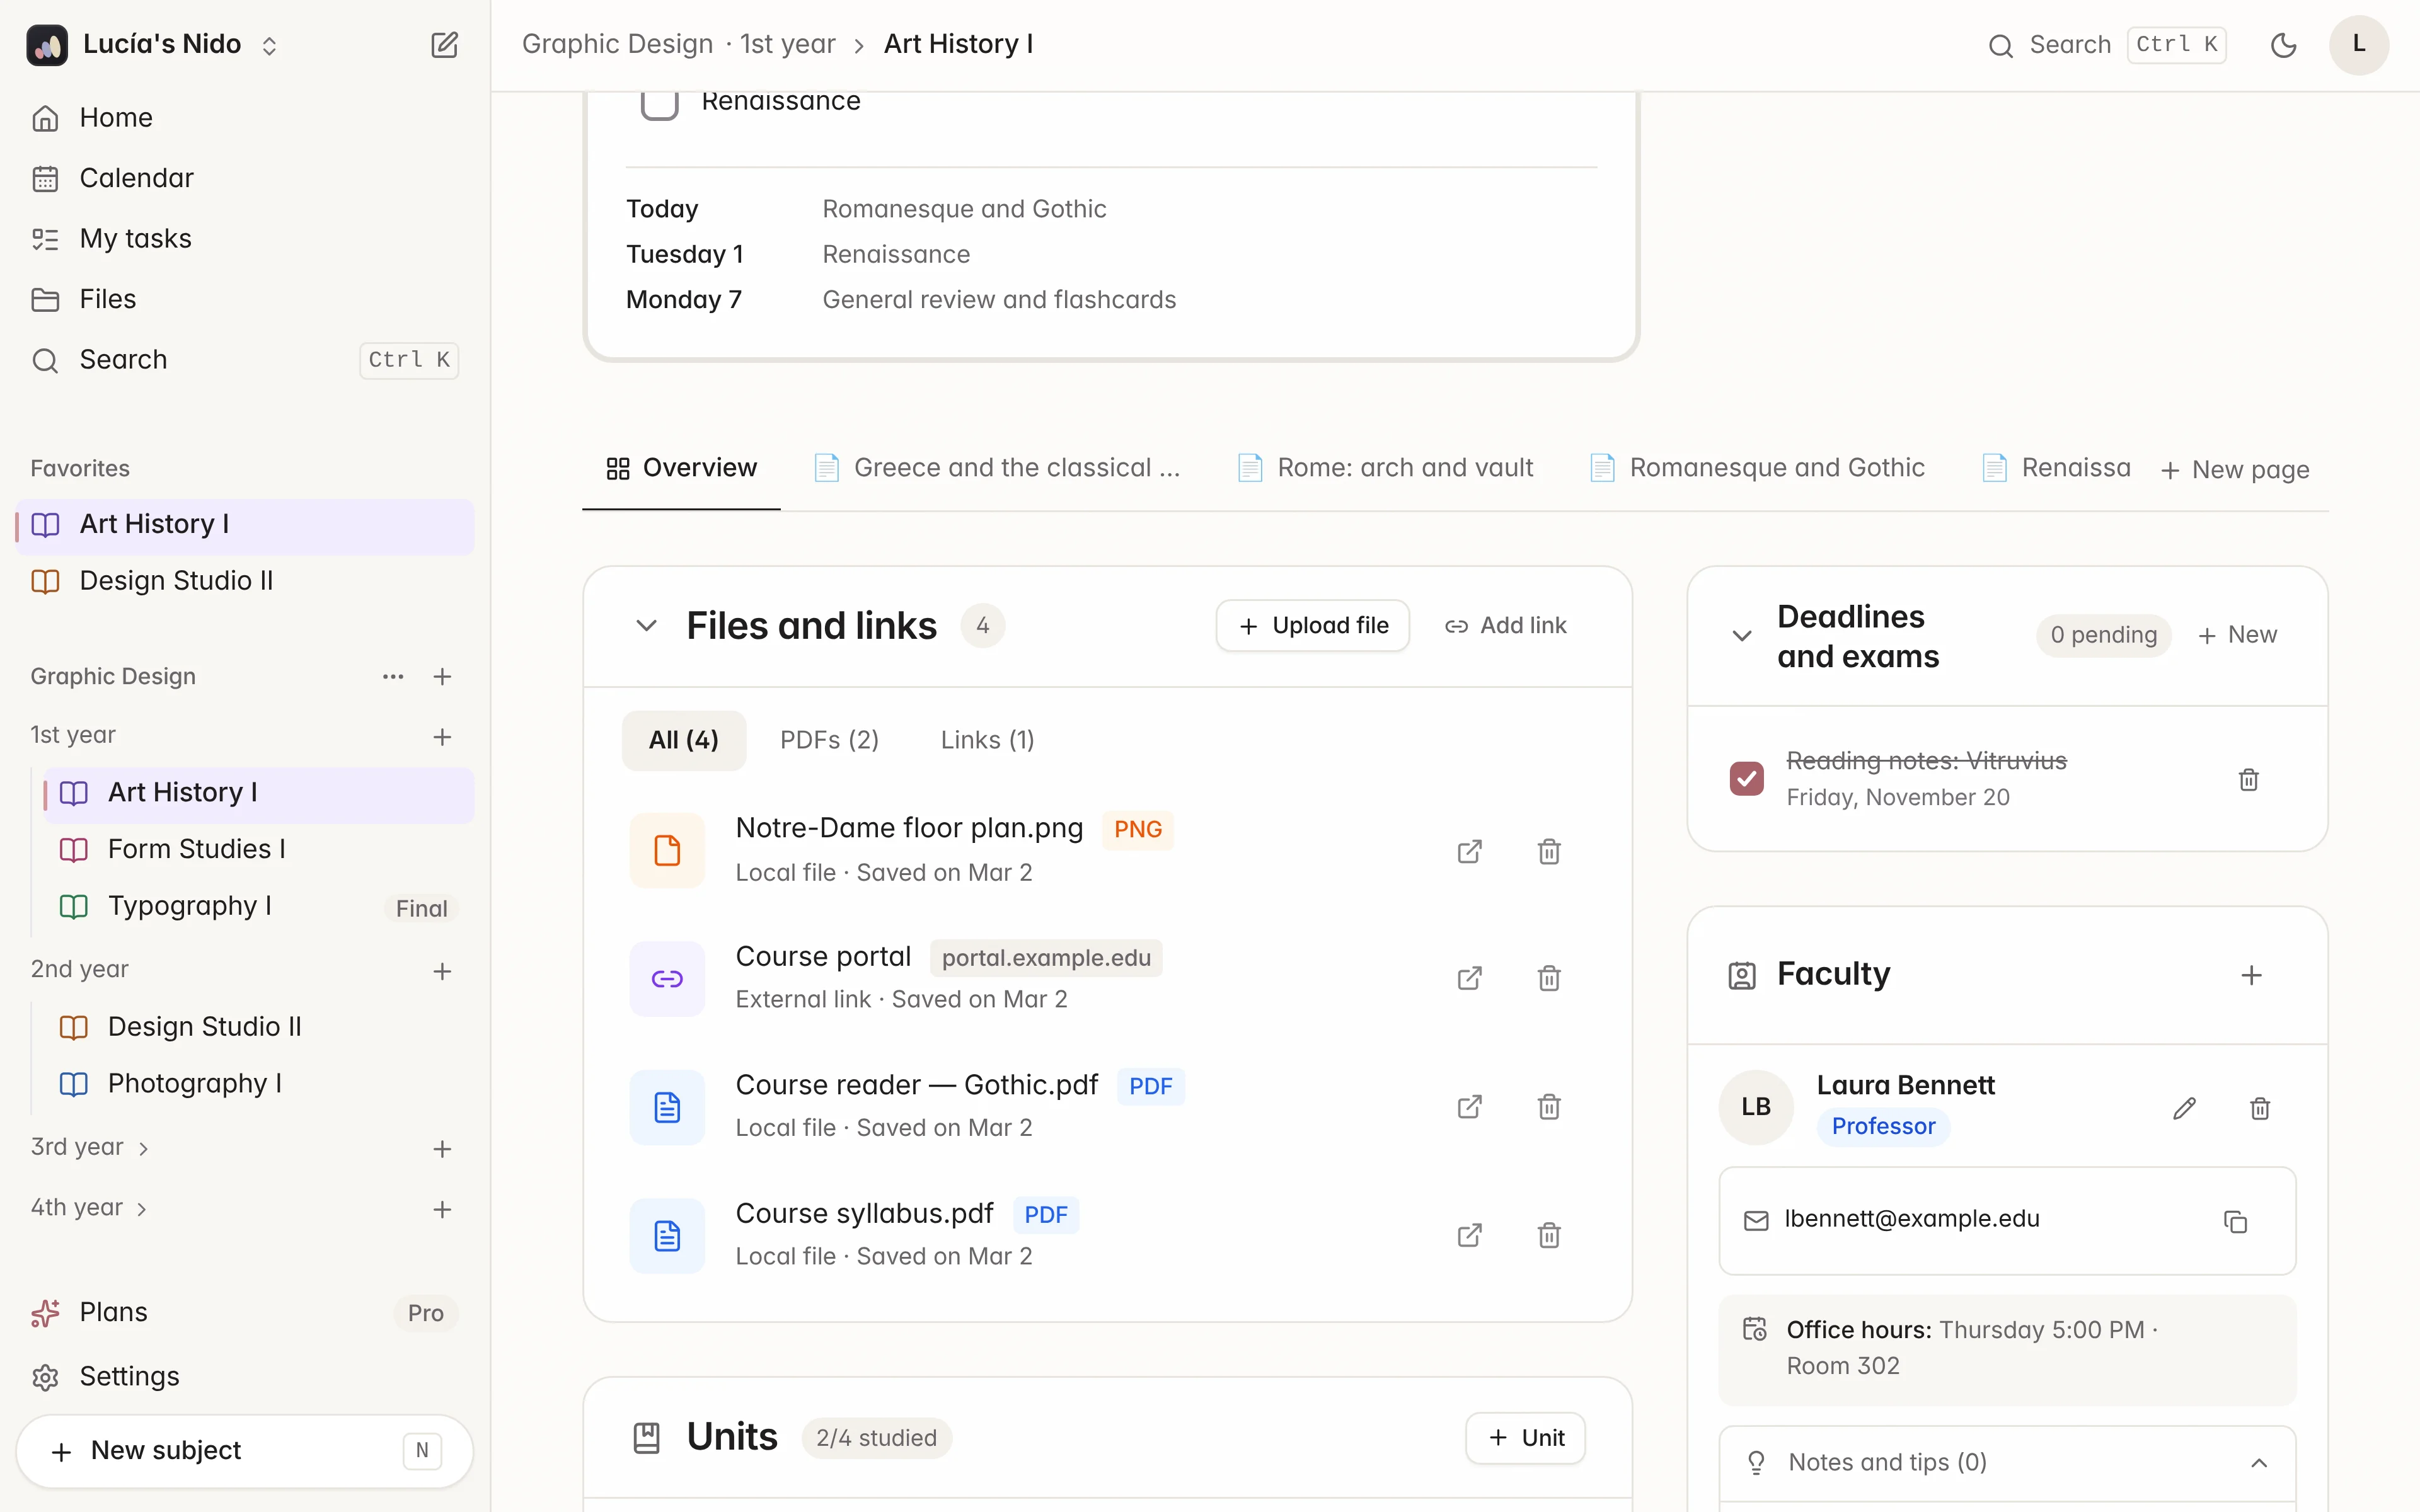 Lucía's Nido
Home
Calendar
My tasks
Files
Search Ctrl K
Favorites
Art History I
Design Studio II
Graphic Design
1st year
Art History I
Form Studies I
Typography I Final
2nd year
Design Studio II
Photography I
3rd year
4th year
Plans Pro
Settings
New subject N
Graphic Design · 1st year › Art History I
Search Ctrl K
L
Renaissance
Today Romanesque and Gothic
Tuesday 1 Renaissance
Monday 7 General review and flashcards
Overview
Greece and the classical ...
Rome: arch and vault
Romanesque and Gothic
Renaissa
+ New page
Files and links 4
+ Upload file
Add link
All (4) PDFs (2) Links (1)
Notre-Dame floor plan.png PNG
Local file · Saved on Mar 2
Course portal portal.example.edu
External link · Saved on Mar 2
Course reader — Gothic.pdf PDF
Local file · Saved on Mar 2
Course syllabus.pdf PDF
Local file · Saved on Mar 2
Units 2/4 studied
+ Unit
Deadlines
and exams
0 pending
+ New
Reading notes: Vitruvius
Friday, November 20
Faculty
LB
Laura Bennett
Professor
lbennett@example.edu
Office hours: Thursday 5:00 PM ·
Room 302
Notes and tips (0)